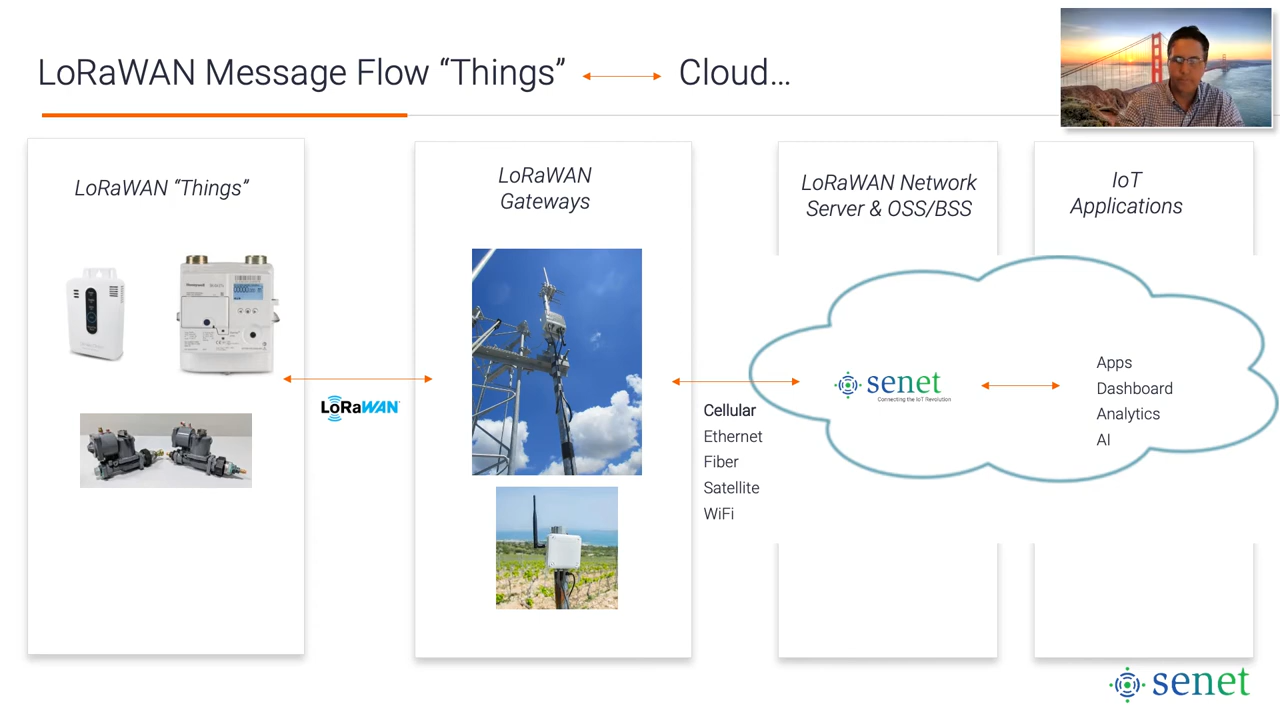 LoRaWAN Message Flow “Things” Cloud...
LoRaWAN “Things”
LoRaWAN
Gateways
LoRaWAN Network
Server & OSS/BSS
IoT
Applications
Honeywell
LoRaWAN
Cellular
Ethernet
Fiber
Satellite
WiFi
senet
Connecting the IoT Revolution
Apps
Dashboard
Analytics
AI
senet